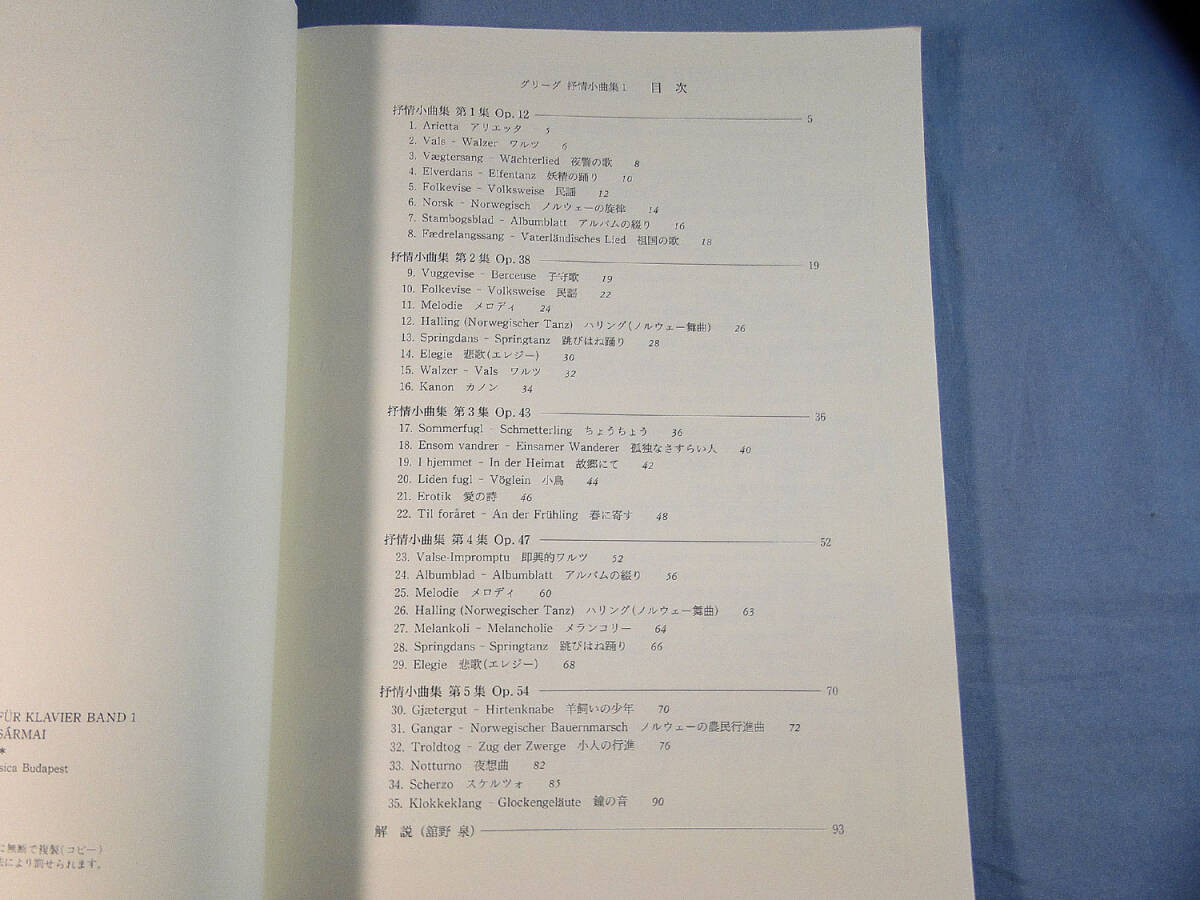 グリーグ 抒情小曲集1 目 次
抒情小曲集 第1集 Op.12 5
1. Arietta アリエッタ 5
2. Vals - Walzer ワルツ 6
3. Vægtersang - Wächterlied 夜警の歌 8
4. Elverdans - Elfentanz 妖精の踊り 10
5. Folkevise - Volksweise 民謡 12
6. Norsk - Norwegisch ノルウェーの旋律 14
7. Stambogsblad - Albumblatt アルバムの綴り 16
8. Fædrelangssang - Vaterländisches Lied 祖国の歌 18
抒情小曲集 第2集 Op.38 19
9. Vuggevise - Berceuse 子守歌 19
10. Folkevise - Volksweise 民謡 22
11. Melodie メロディ 24
12. Halling (Norwegischer Tanz) ハリング(ノルウェー舞曲) 26
13. Springdans - Springtanz 跳びはね踊り 28
14. Elegie 悲歌(エレジー) 30
15. Walzer - Vals ワルツ 32
16. Kanon カノン 34
抒情小曲集 第3集 Op.43 36
17. Sommerfugl - Schmetterling ちょうちょう 36
18. Ensom vandrer - Einsamer Wanderer 孤独なさすらい人 40
19. I hjemmet - In der Heimat 故郷にて 42
20. Liden fugl - Vöglein 小鳥 44
21. Erotik 愛の詩 46
22. Til foråret - An der Frühling 春に寄す 48
抒情小曲集 第4集 Op.47 52
23. Valse-Impromptu 即興的ワルツ 52
24. Albumblad - Albumblatt アルバムの綴り 56
25. Melodie メロディ 60
26. Halling (Norwegischer Tanz) ハリング(ノルウェー舞曲) 63
27. Melankoli - Melancholie メランコリー 64
28. Springdans - Springtanz 跳びはね踊り 66
29. Elegie 悲歌(エレジー) 68
抒情小曲集 第5集 Op.54 70
30. Gjætergut - Hirtenknabe 羊飼いの少年 70
31. Gangar - Norwegischer Bauernmarsch ノルウェーの農民行進曲 72
32. Troldtog - Zug der Zwerge 小人の行進 76
33. Notturno 夜想曲 82
34. Scherzo スケルツォ 85
35. Klokkeklang - Glockengeläute 鐘の音 90
解 説 (舘野 泉) 93
FÜR KLAVIER BAND 1
SÁRMAI
*
sica Budapest
に無断で複製(コピー)
法により罰せられます。